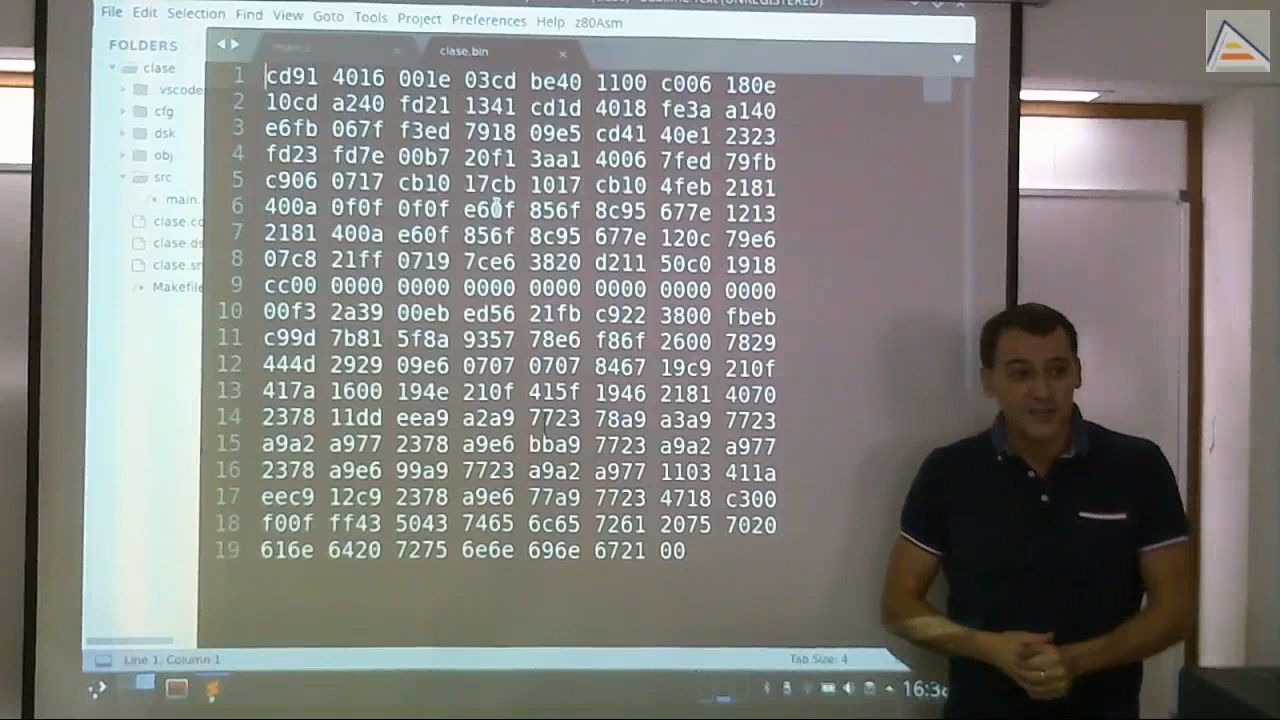 File Edit Selection Find View Goto Tools Project Preferences Help z80Asm
FOLDERS
clase
vscode
cfg
dsk
obj
src
main.
clase.co
clase.ds
clase.sr
Makefile
clase.bin
1 cd91 4016 001e 03cd be40 1100 c006 180e
2 10cd a240 fd21 1341 cd1d 4018 fe3a a140
3 e6fb 067f f3ed 7918 09e5 cd41 40e1 2323
4 fd23 fd7e 00b7 20f1 3aa1 4006 7fed 79fb
5 c906 0717 cb10 17cb 1017 cb10 4feb 2181
6 400a 0f0f 0f0f e60f 856f 8c95 677e 1213
7 2181 400a e60f 856f 8c95 677e 120c 79e6
8 07c8 21ff 0719 7ce6 3820 d211 50c0 1918
9 cc00 0000 0000 0000 0000 0000 0000 0000
10 00f3 2a39 00eb ed56 21fb c922 3800 fbeb
11 c99d 7b81 5f8a 9357 78e6 f86f 2600 7829
12 444d 2929 09e6 0707 0707 8467 19c9 210f
13 417a 1600 194e 210f 415f 1946 2181 4070
14 2378 11dd eea9 a2a9 7723 78a9 a3a9 7723
15 a9a2 a977 2378 a9e6 bba9 7723 a9a2 a977
16 2378 a9e6 99a9 7723 a9a2 a977 1103 411a
17 eec9 12c9 2378 a9e6 77a9 7723 4718 c300
18 f00f ff43 5043 7465 6c65 7261 2075 7020
19 616e 6420 7275 6e6e 696e 6721 00
Line 1, Column 1
Tab Size: 4